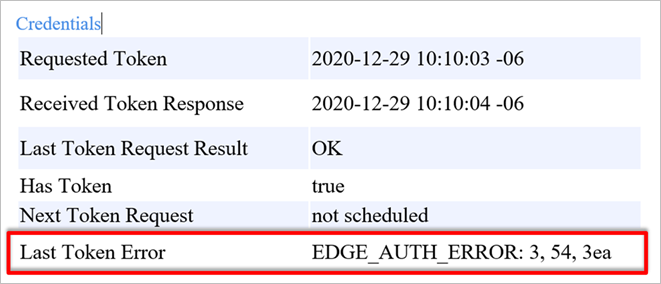 Credentials
Requested Token 2020-12-29 10:10:03 -06
Received Token Response 2020-12-29 10:10:04 -06
Last Token Request Result OK
Has Token true
Next Token Request not scheduled
Last Token Error EDGE_AUTH_ERROR: 3, 54, 3ea